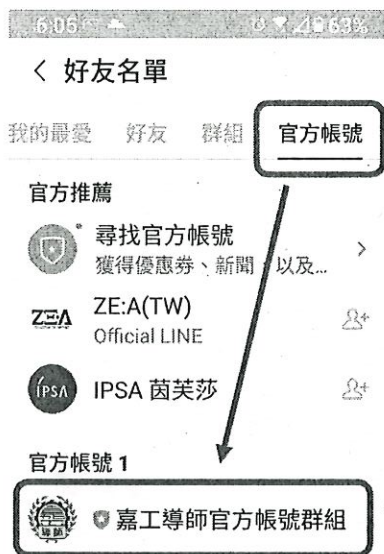 6:06
63%
< 好友名單
我的最愛 好友 群組 官方帳號
官方推薦
尋找官方帳號
獲得優惠券、新聞、以及...
ZE:A
ZE:A(TW)
Official LINE
IPSA
IPSA 茵芙莎
官方帳號 1
導師
嘉工導師官方帳號群組